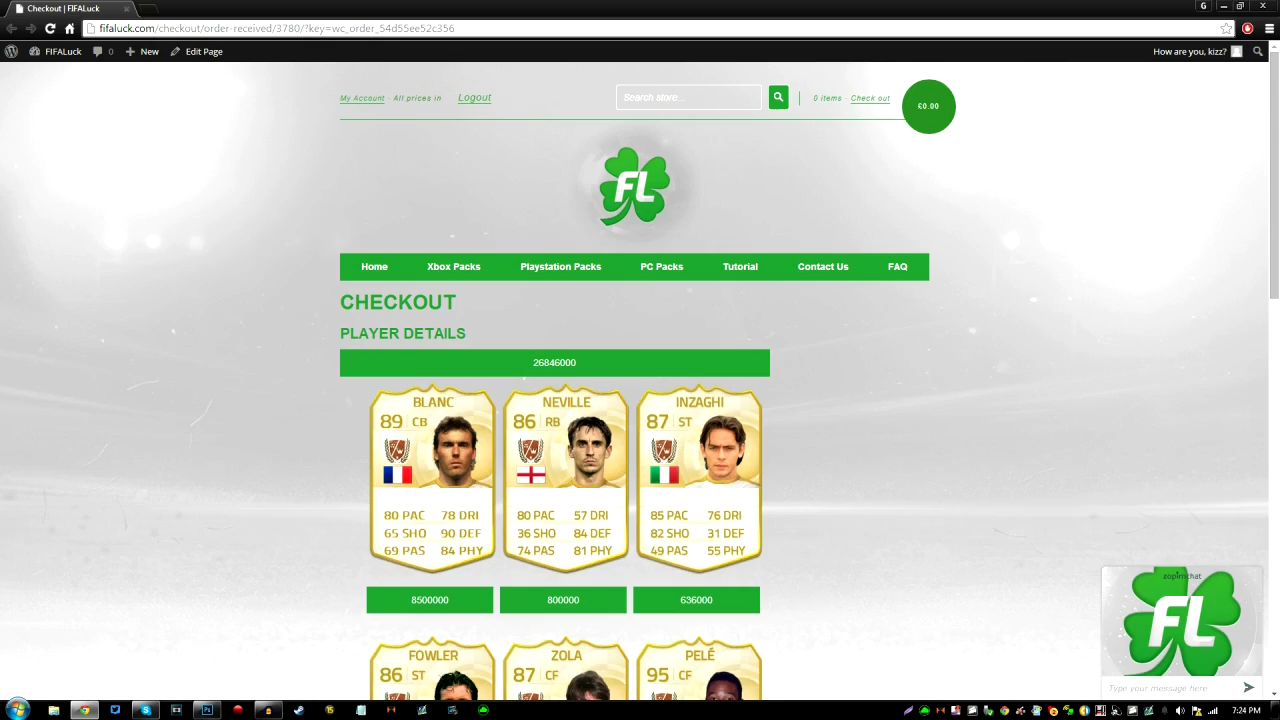 Checkout | FIFALuck
G
fifaluck.com/checkout/order-received/3780/?key=wc_order_54d55ee52c356
FIFALuck 0 New Edit Page How are you, kizz?
My Account · All prices in Logout Search store... 0 items · Check out £0.00
FL
Home Xbox Packs Playstation Packs PC Packs Tutorial Contact Us FAQ
CHECKOUT
PLAYER DETAILS
26846000
BLANC NEVILLE INZAGHI
89 CB 86 RB 87 ST
80 PAC 78 DRI 80 PAC 57 DRI 85 PAC 76 DRI
65 SHO 90 DEF 36 SHO 84 DEF 82 SHO 31 DEF
69 PAS 84 PHY 74 PAS 81 PHY 49 PAS 55 PHY
8500000 800000 636000
FOWLER ZOLA PELÉ
86 ST 87 CF 95 CF
zopim chat
FL
Type your message here
7:24 PM